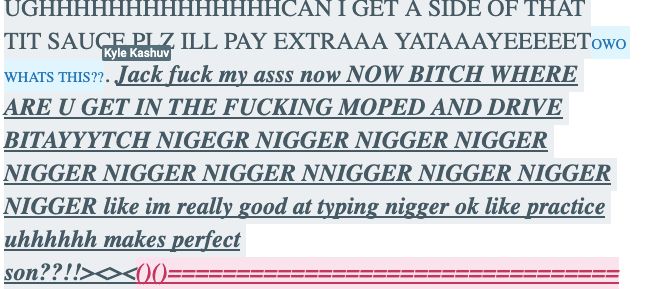 UGHHHHHHHHHHHHHHCAN I GET A SIDE OF THAT
TIT SAUCE PLZ ILL PAY EXTRAAA YATAAAYEEEEETOWO
Kyle Kashuv
WHATS THIS??. Jack fuck my asss now NOW BITCH WHERE
ARE U GET IN THE FUCKING MOPED AND DRIVE
BITAYYYTCH NIGEGR NIGGER NIGGER NIGGER
NIGGER NIGGER NIGGER NNIGGER NIGGER NIGGER
NIGGER like im really good at typing nigger ok like practice
uhhhhhh makes perfect
son??!!><><()()=================================